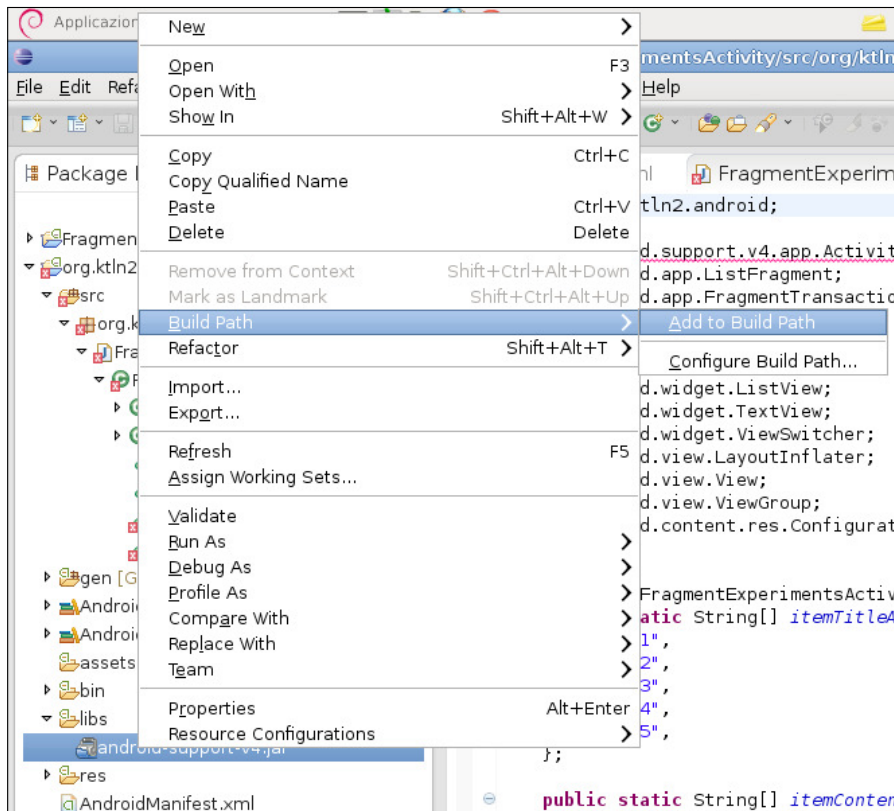 Applicazion
mentsActivity/src/org/ktln
File Edit Refa Help
Package
FragmentExperim
New
Open F3
Open With
Show In Shift+Alt+W
Copy Ctrl+C
Copy Qualified Name
Paste Ctrl+V
Delete Delete
Remove from Context Shift+Ctrl+Alt+Down
Mark as Landmark Shift+Ctrl+Alt+Up
Build Path
Refactor Shift+Alt+T
Import...
Export...
Refresh F5
Assign Working Sets...
Validate
Run As
Debug As
Profile As
Compare With
Replace With
Team
Properties Alt+Enter
Resource Configurations
Add to Build Path
Configure Build Path...
Fragmen
org.ktln2
src
org.k
Fra
gen [G
Androi
Androi
assets
bin
libs
android-support-v4.jar
res
AndroidManifest.xml
tln2.android;
d.support.v4.app.Activit
d.app.ListFragment;
d.app.FragmentTransactio
d.widget.ListView;
d.widget.TextView;
d.widget.ViewSwitcher;
d.view.LayoutInflater;
d.view.View;
d.view.ViewGroup;
d.content.res.Configurat
FragmentExperimentsActiv
atic String[] itemTitleA
1",
2",
3",
4",
5",
};
public static String[] itemConten